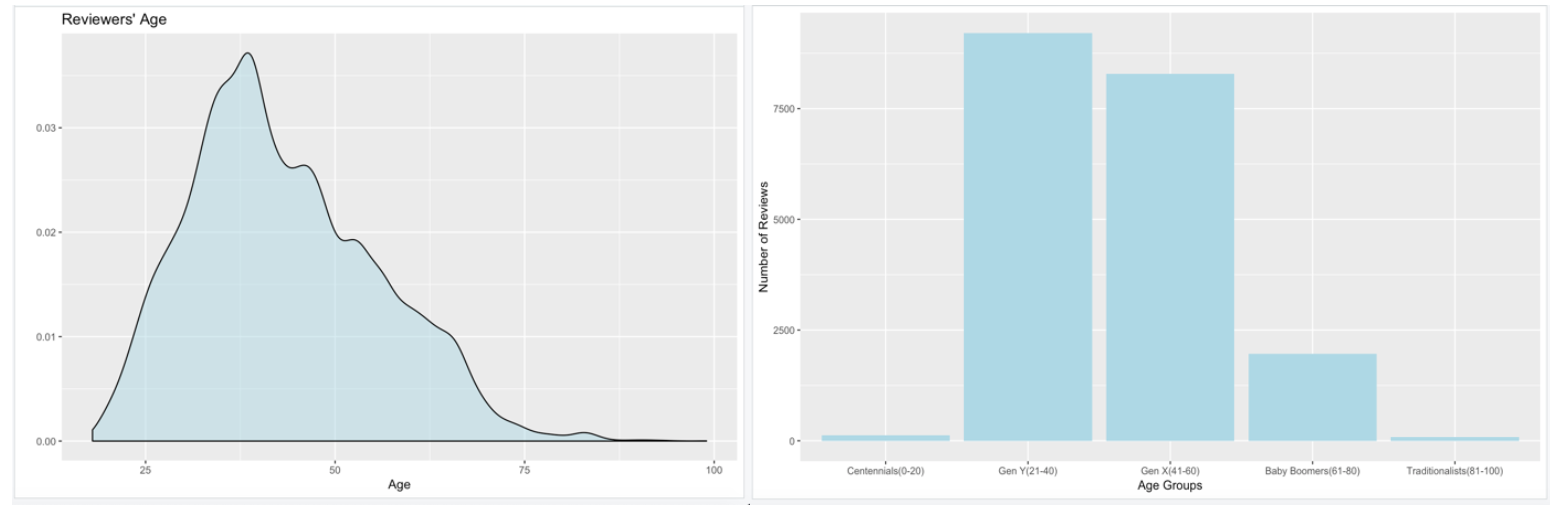 Reviewers' Age
0.03
0.02
0.01
0.00
25 50 75 100
Age
Number of Reviews
7500
5000
2500
0
Centennials(0-20) Gen Y(21-40) Gen X(41-60) Baby Boomers(61-80) Traditionalists(81-100)
Age Groups